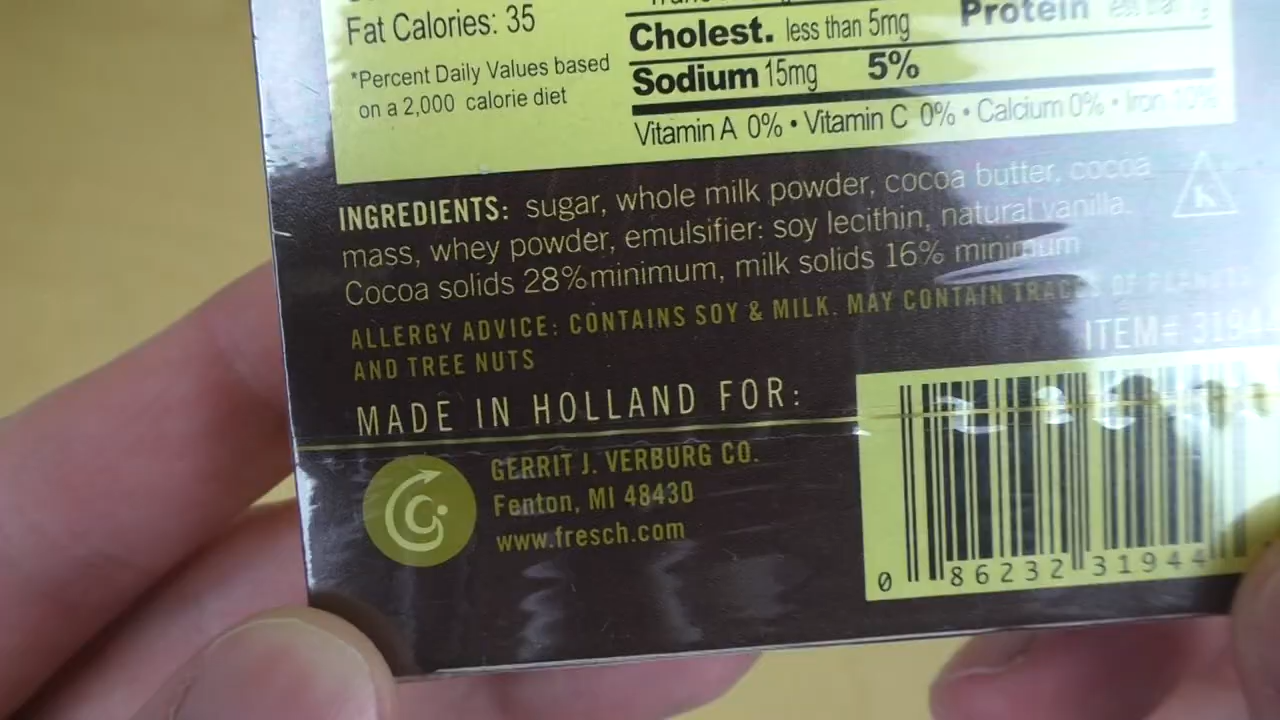 Fat Calories: 35
*Percent Daily Values based
on a 2,000 calorie diet
Cholest. less than 5mg
Protein less than
Sodium 15mg 5%
Vitamin A 0% • Vitamin C 0% • Calcium 0% • Iron
INGREDIENTS: sugar, whole milk powder, cocoa butter, cocoa
mass, whey powder, emulsifier: soy lecithin, natural vanilla.
Cocoa solids 28%minimum, milk solids 16% minimum
K
ALLERGY ADVICE: CONTAINS SOY & MILK. MAY CONTAIN TRACES OF PEANUTS
AND TREE NUTS
ITEM# 31944
MADE IN HOLLAND FOR:
GERRIT J. VERBURG CO.
Fenton, MI 48430
www.fresch.com
0 86232 31944